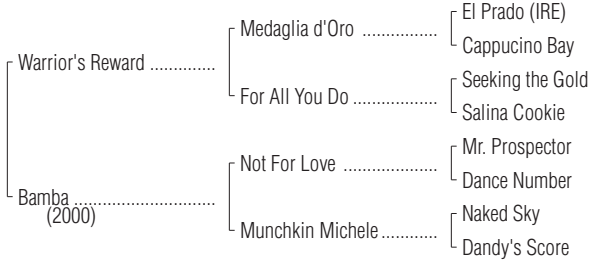 El Prado (IRE)
Medaglia d'Oro ................
Cappucino Bay
Warrior's Reward ..............
Seeking the Gold
For All You Do ..................
Salina Cookie
Mr. Prospector
Not For Love ....................
Dance Number
Bamba ..............................
(2000)
Naked Sky
Munchkin Michele ............
Dandy's Score